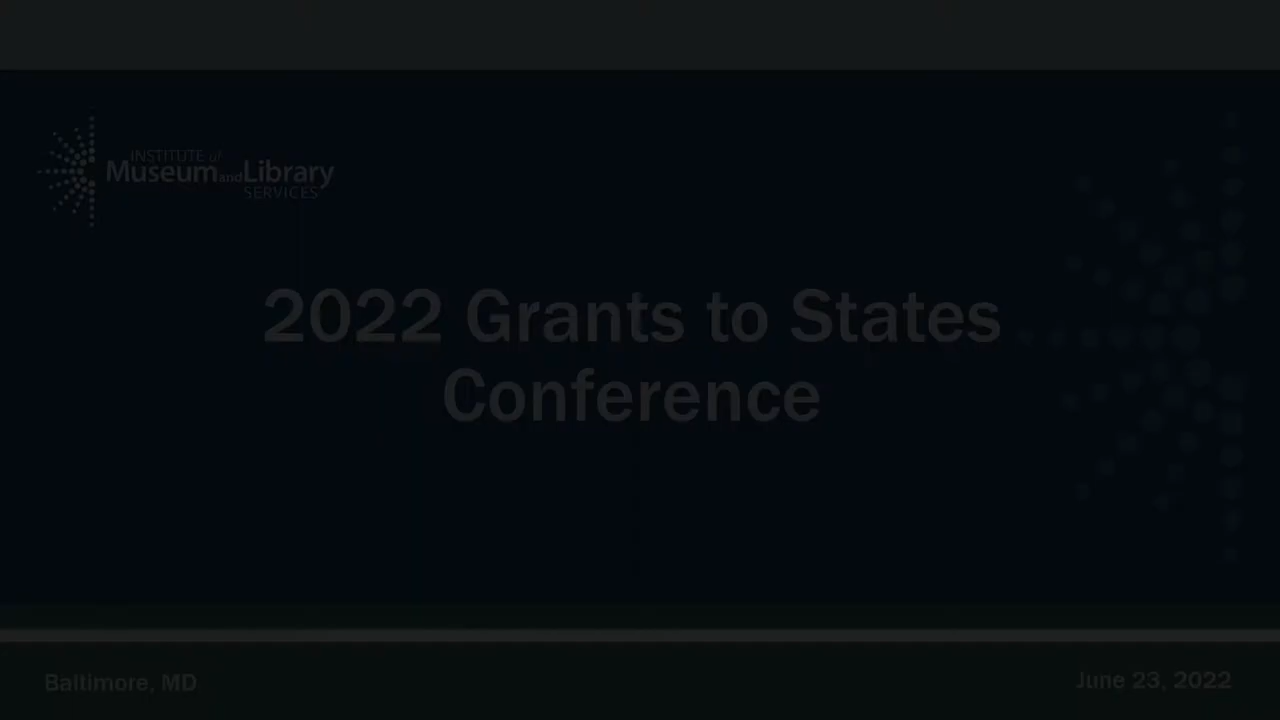 INSTITUTE of
Museum and Library
SERVICES
2022 Grants to States
Conference
Baltimore, MD
June 23, 2022